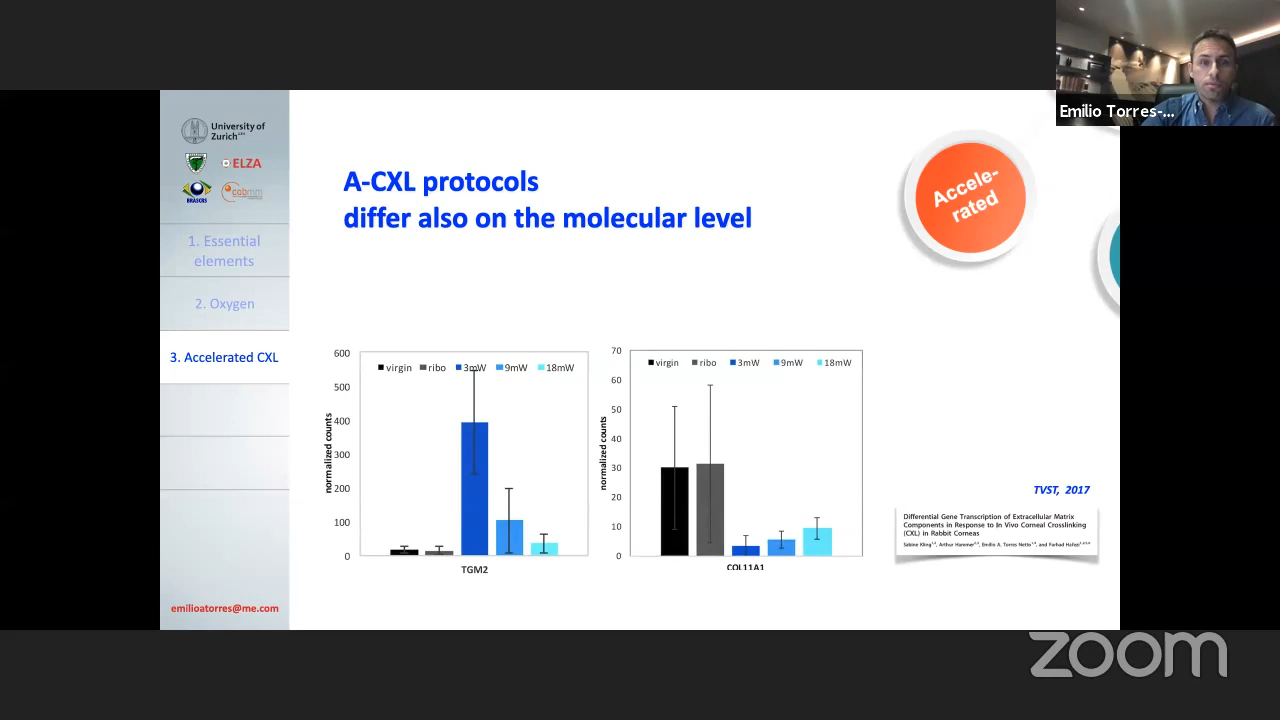 Emilio Torres-...
University of
Zurich
ELZA
BRASCRS
cabmm
1. Essential
elements
2. Oxygen
3. Accelerated CXL
emilioatorres@me.com
A-CXL protocols
differ also on the molecular level
Accele-
rated
600
500
400
300
200
100
0
normalized counts
virgin ribo 3mW 9mW 18mW
TGM2
70
60
50
40
30
20
10
0
normalized counts
virgin ribo 3mW 9mW 18mW
COL11A1
TVST, 2017
Differential Gene Transcription of Extracellular Matrix
Components in Response to In Vivo Corneal Crosslinking
(CXL) in Rabbit Corneas
Sabine Kling, Arthur Hammer, Emilio A. Torres Netto, and Farhad Hafezi
zoom